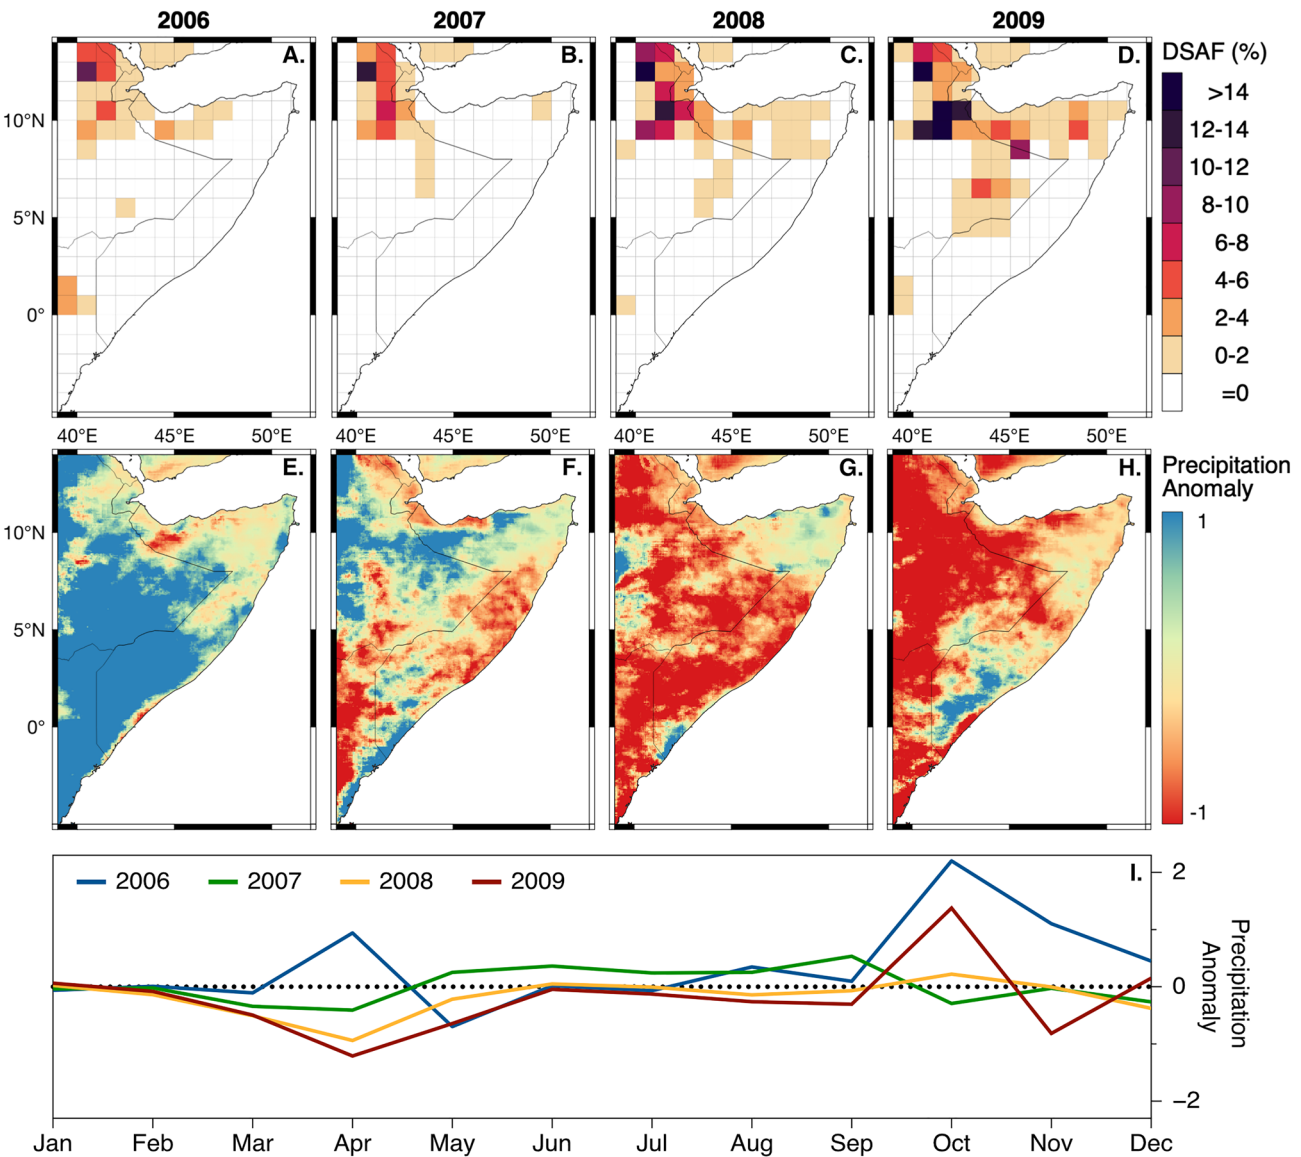 2006 2007 2008 2009
A. B. C. D. DSAF (%)
>14
12-14
10-12
8-10
6-8
4-6
2-4
0-2
=0
10°N
5°N
0°
40°E 45°E 50°E 40°E 45°E 50°E 40°E 45°E 50°E 40°E 45°E 50°E
E. F. G. H. Precipitation
Anomaly
1
-1
10°N
5°N
0°
2006 2007 2008 2009 I.
2
0
−2
Precipitation
Anomaly
Jan Feb Mar Apr May Jun Jul Aug Sep Oct Nov Dec